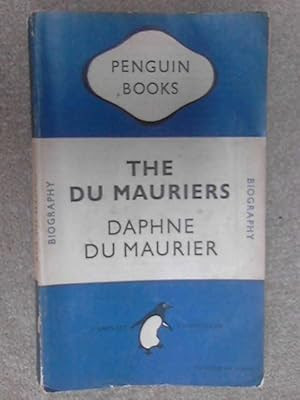 PENGUIN
BOOKS
BIOGRAPHY
THE
DU MAURIERS
DAPHNE
DU MAURIER
BIOGRAPHY